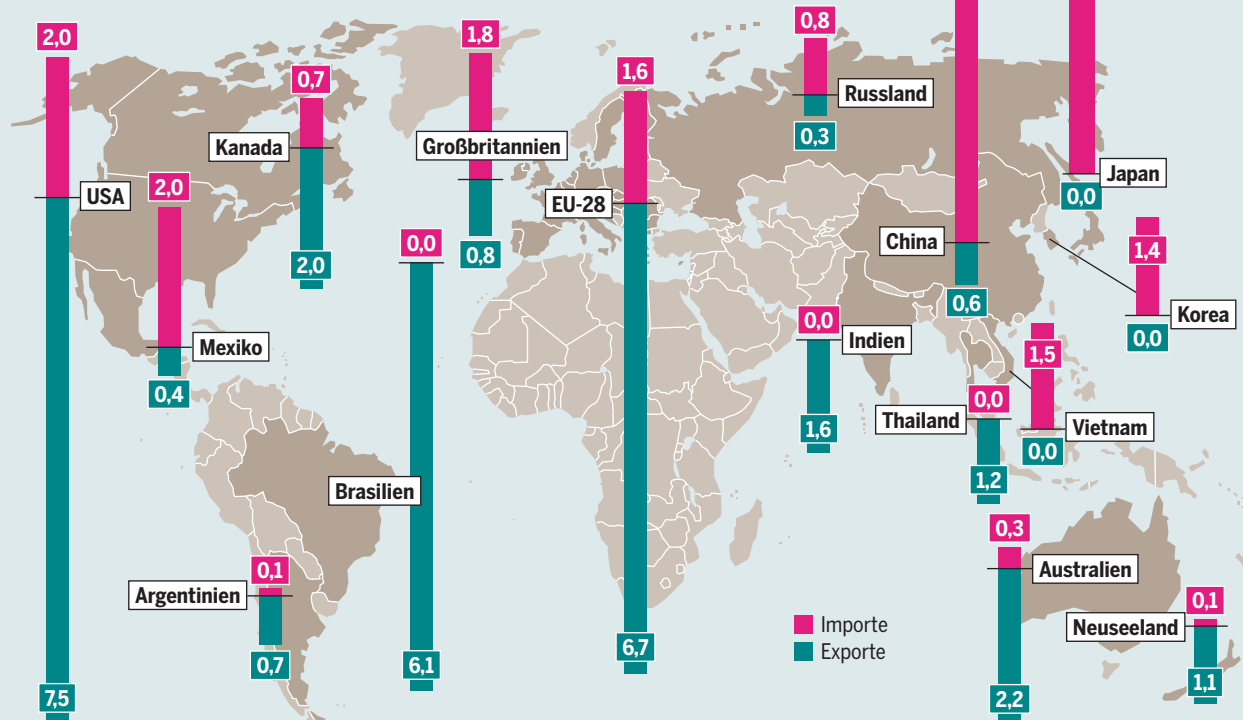 2,0
USA
7,5
0,7
Kanada
2,0
2,0
Mexiko
0,4
1,8
Großbritannien
0,8
0,0
Brasilien
6,1
0,1
Argentinien
0,7
1,6
EU-28
6,7
0,8
Russland
0,3
China
0,6
Japan
0,0
1,4
Korea
0,0
0,0
Indien
1,6
0,0
Thailand
1,2
1,5
Vietnam
0,0
0,3
Australien
2,2
0,1
Neuseeland
1,1
Importe
Exporte